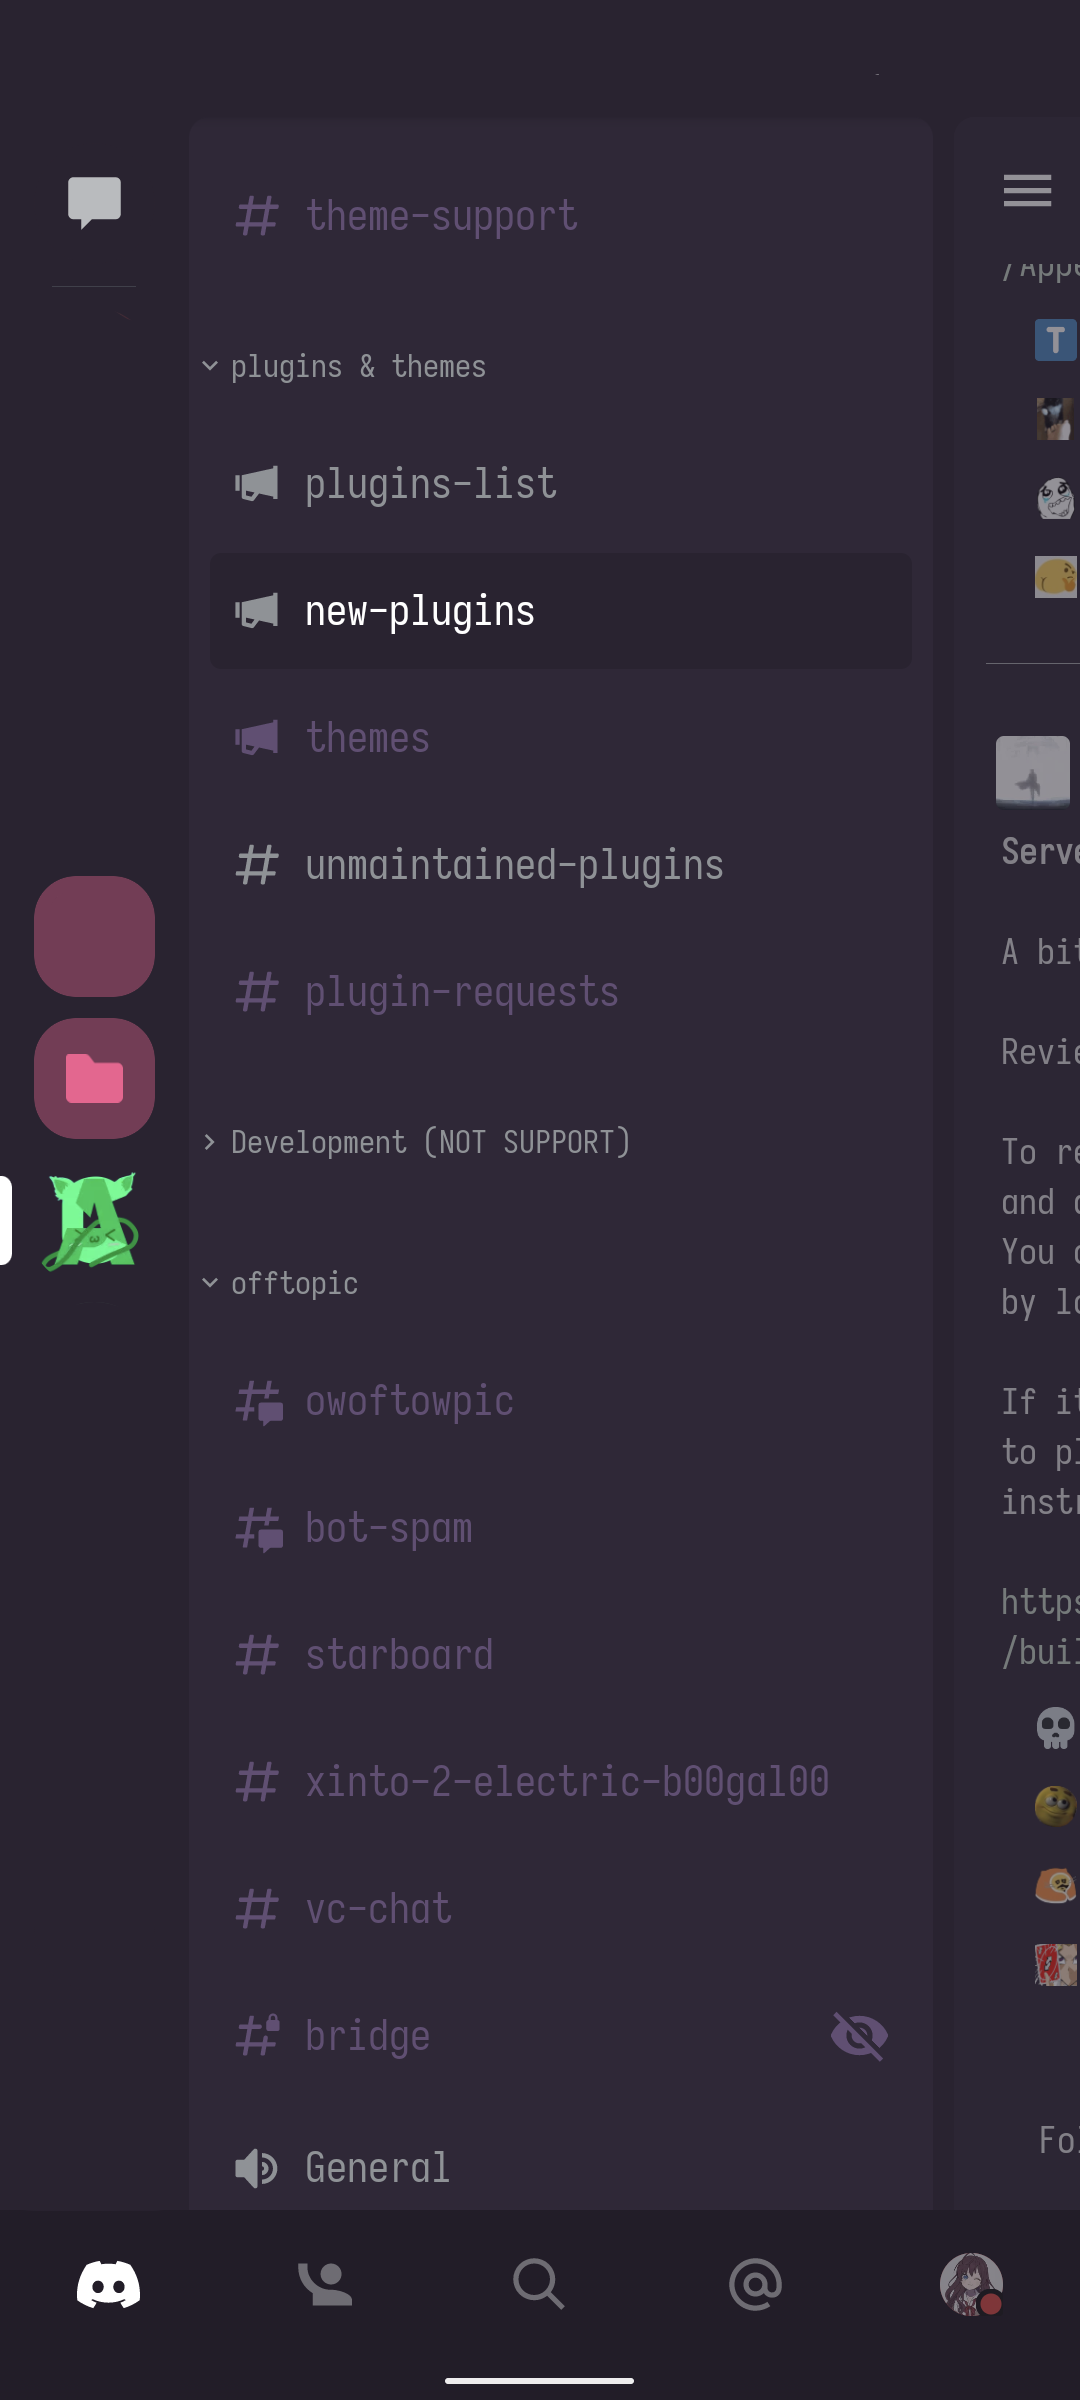 theme-support
plugins & themes
plugins-list
new-plugins
themes
unmaintained-plugins
plugin-requests
Development (NOT SUPPORT)
offtopic
owoftowpic
bot-spam
starboard
xinto-2-electric-b00gal00
vc-chat
bridge
General
/Appe
T
Serve
A bit
Revie
To re
and
You
by lo
If it
to pl
instr
https
/buil
Fol